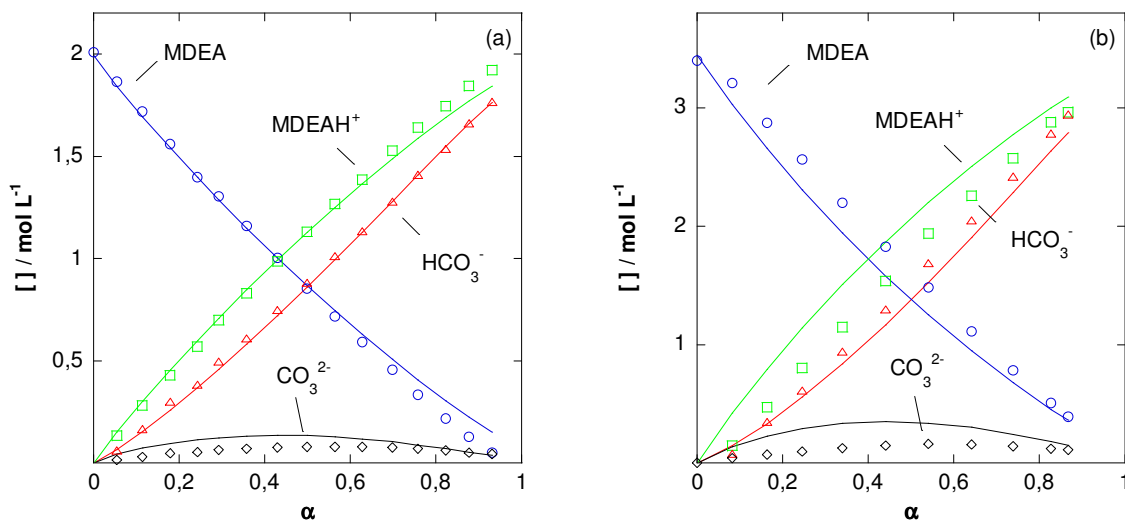 (a)
2
1.5
1
0.5
0
0,2
0,4
0,6
0,8
1
[ ] / mol L⁻¹
α
MDEA
MDEAH⁺
HCO₃⁻
CO₃²⁻
(b)
3
2
1
0
0,2
0,4
0,6
0,8
1
[ ] / mol L⁻¹
α
MDEA
MDEAH⁺
HCO₃⁻
CO₃²⁻